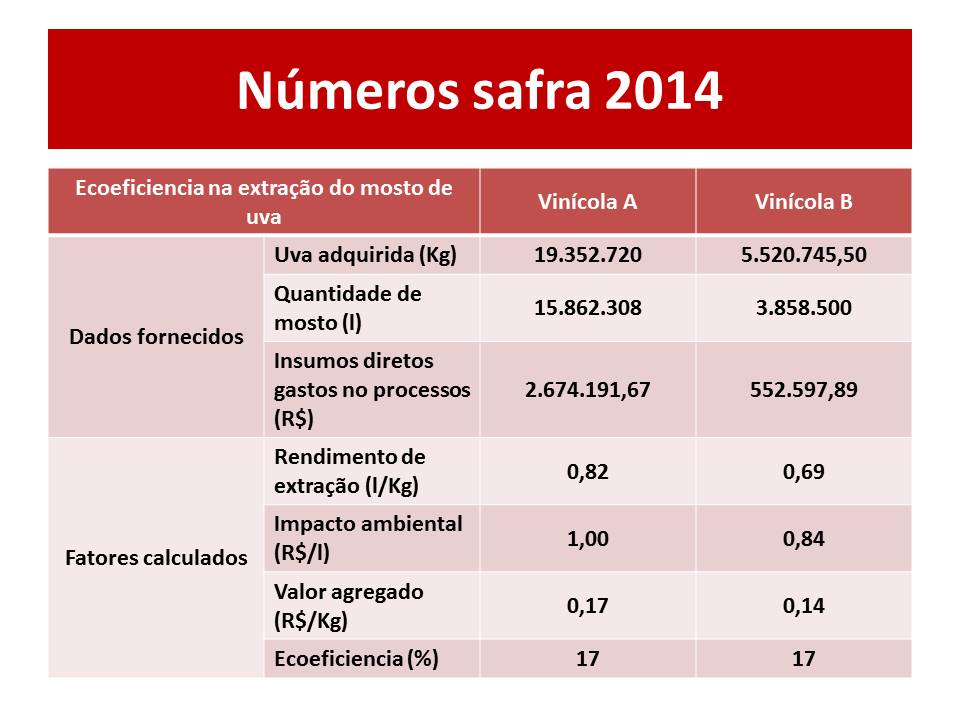 Números safra 2014
Ecoeficiencia na extração do mosto de
uva
Vinícola A
Vinícola B
Dados fornecidos
Uva adquirida (Kg)
19.352.720
5.520.745,50
Quantidade de
mosto (l)
15.862.308
3.858.500
Insumos diretos
gastos no processos
(R$)
2.674.191,67
552.597,89
Fatores calculados
Rendimento de
extração (l/Kg)
0,82
0,69
Impacto ambiental
(R$/l)
1,00
0,84
Valor agregado
(R$/Kg)
0,17
0,14
Ecoeficiencia (%)
17
17